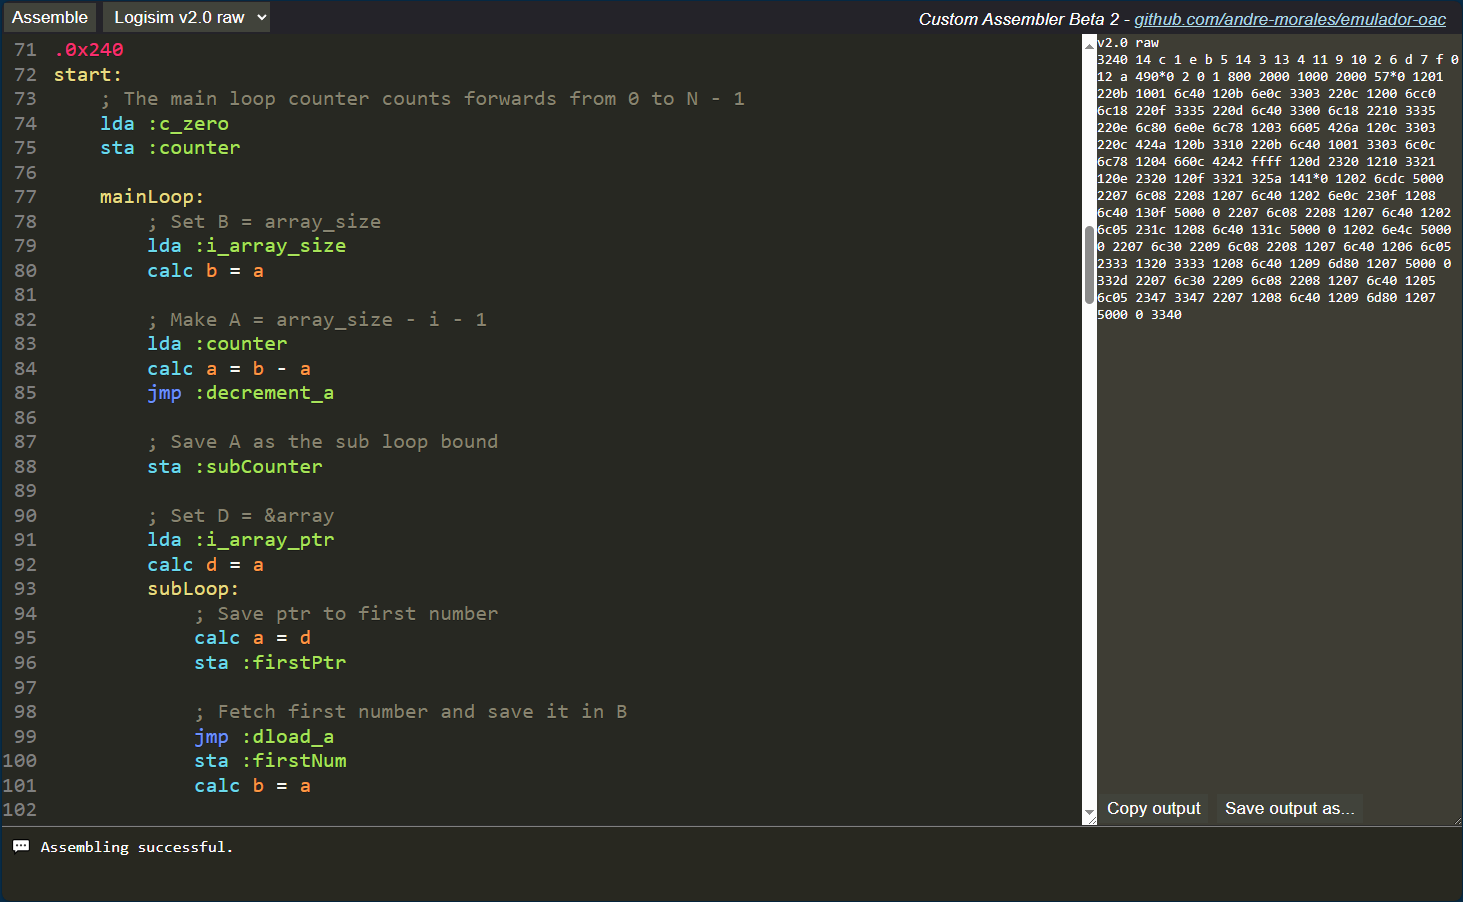 Assemble Logisim v2.0 raw Custom Assembler Beta 2 - github.com/andre-morales/emulador-oac
71 .0x240
72 start:
73 ; The main loop counter counts forwards from 0 to N - 1
74 lda :c_zero
75 sta :counter
76
77 mainLoop:
78 ; Set B = array_size
79 lda :i_array_size
80 calc b = a
81
82 ; Make A = array_size - i - 1
83 lda :counter
84 calc a = b - a
85 jmp :decrement_a
86
87 ; Save A as the sub loop bound
88 sta :subCounter
89
90 ; Set D = &array
91 lda :i_array_ptr
92 calc d = a
93 subLoop:
94 ; Save ptr to first number
95 calc a = d
96 sta :firstPtr
97
98 ; Fetch first number and save it in B
99 jmp :dload_a
100 sta :firstNum
101 calc b = a
102
v2.0 raw
3240 14 c 1 e b 5 14 3 13 4 11 9 10 2 6 d 7 f 0
12 a 490*0 2 0 1 800 2000 1000 2000 57*0 1201
220b 1001 6c40 120b 6e0c 3303 220c 1200 6cc0
6c18 220f 3335 220d 6c40 3300 6c18 2210 3335
220e 6c80 6e0e 6c78 1203 6605 426a 120c 3303
220c 424a 120b 3310 220b 6c40 1001 3303 6c0c
6c78 1204 660c 4242 ffff 120d 2320 1210 3321
120e 2320 120f 3321 325a 141*0 1202 6cdc 5000
2207 6c08 2208 1207 6c40 1202 6e0c 230f 1208
6c40 130f 5000 0 2207 6c08 2208 1207 6c40 1202
6c05 231c 1208 6c40 131c 5000 0 1202 6e4c 5000
0 2207 6c30 2209 6c08 2208 1207 6c40 1206 6c05
2333 1320 3333 1208 6c40 1209 6d80 1207 5000 0
332d 2207 6c30 2209 6c08 2208 1207 6c40 1205
6c05 2347 3347 2207 1208 6c40 1209 6d80 1207
5000 0 3340
Copy output Save output as...
Assembling successful.